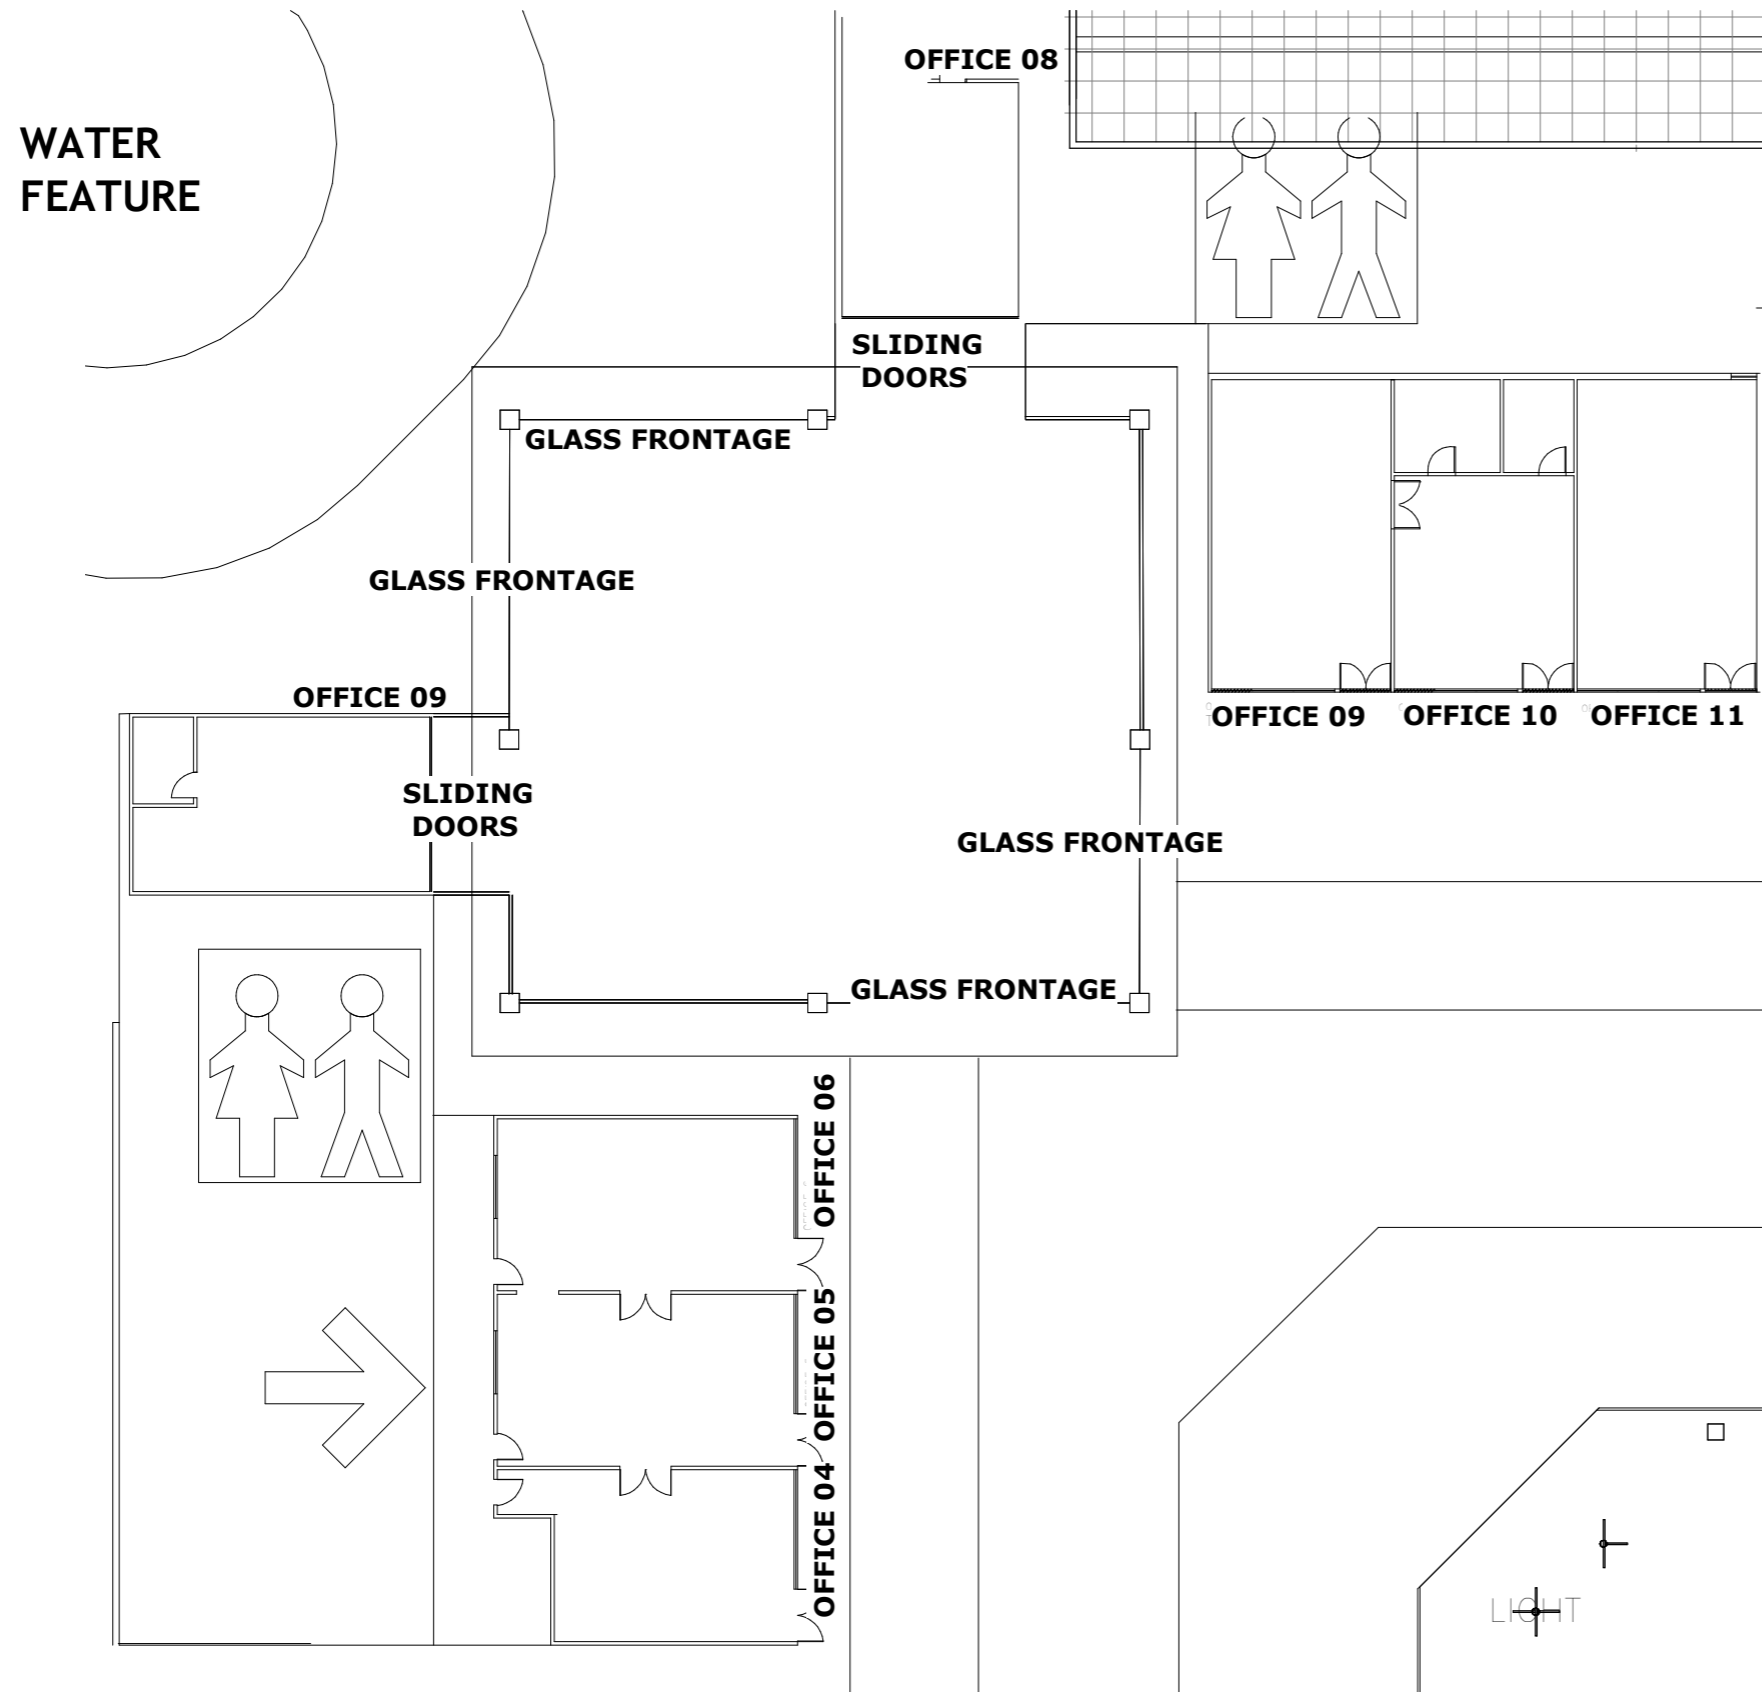 OFFICE 08
WATER
FEATURE
SLIDING
DOORS
GLASS FRONTAGE
GLASS FRONTAGE
OFFICE 09
OFFICE 09
OFFICE 10
OFFICE 11
SLIDING
DOORS
GLASS FRONTAGE
GLASS FRONTAGE
OFFICE 06
OFFICE 05
OFFICE 04
LIGHT